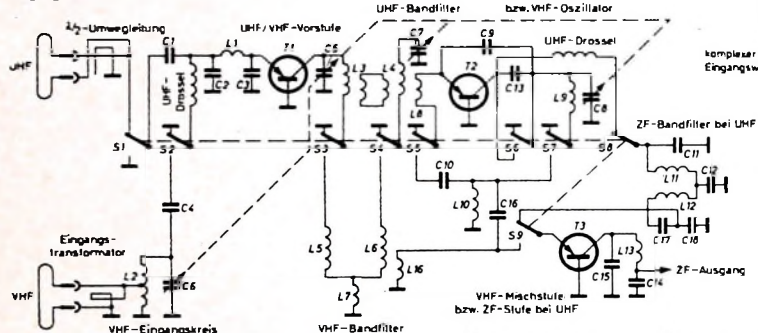 λ/2-Umwegleitung
UHF/VHF-Vorstufe
UHF-Bandfilter
bzw. VHF-Oszillator
UHF-Drossel
komplexer
Eingangsw
UHF
C1
L1
T1
C5
C7
C9
C2
C3
UHF-
Drossel
L3
L4
T2
C13
L8
L9
C8
S1
S2
S3
S4
S5
S6
S7
S8
ZF-Bandfilter bei UHF
C11
L11
C12
L12
C17
C18
C4
C10
L10
C16
S9
T3
L13
C15
C14
ZF-Ausgang
Eingangs-
transformator
L2
C6
L5
L6
L7
L16
VHF
VHF-Eingangskreis
VHF-Bandfilter
VHF-Mischstufe
bzw. ZF-Stufe bei UHF